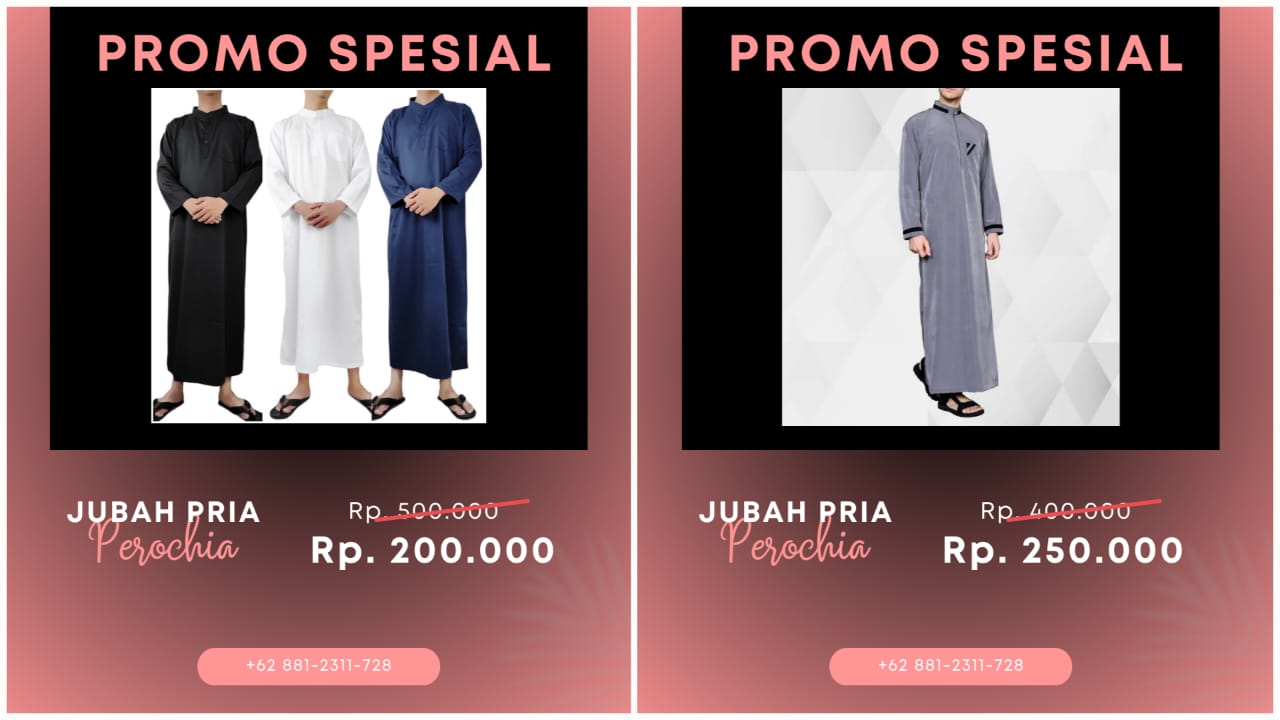 PROMO SPESIAL
JUBAH PRIA
Perochia
Rp. 500.000
Rp. 200.000
+62 881-2311-728
PROMO SPESIAL
JUBAH PRIA
Perochia
Rp. 400.000
Rp. 250.000
+62 881-2311-728